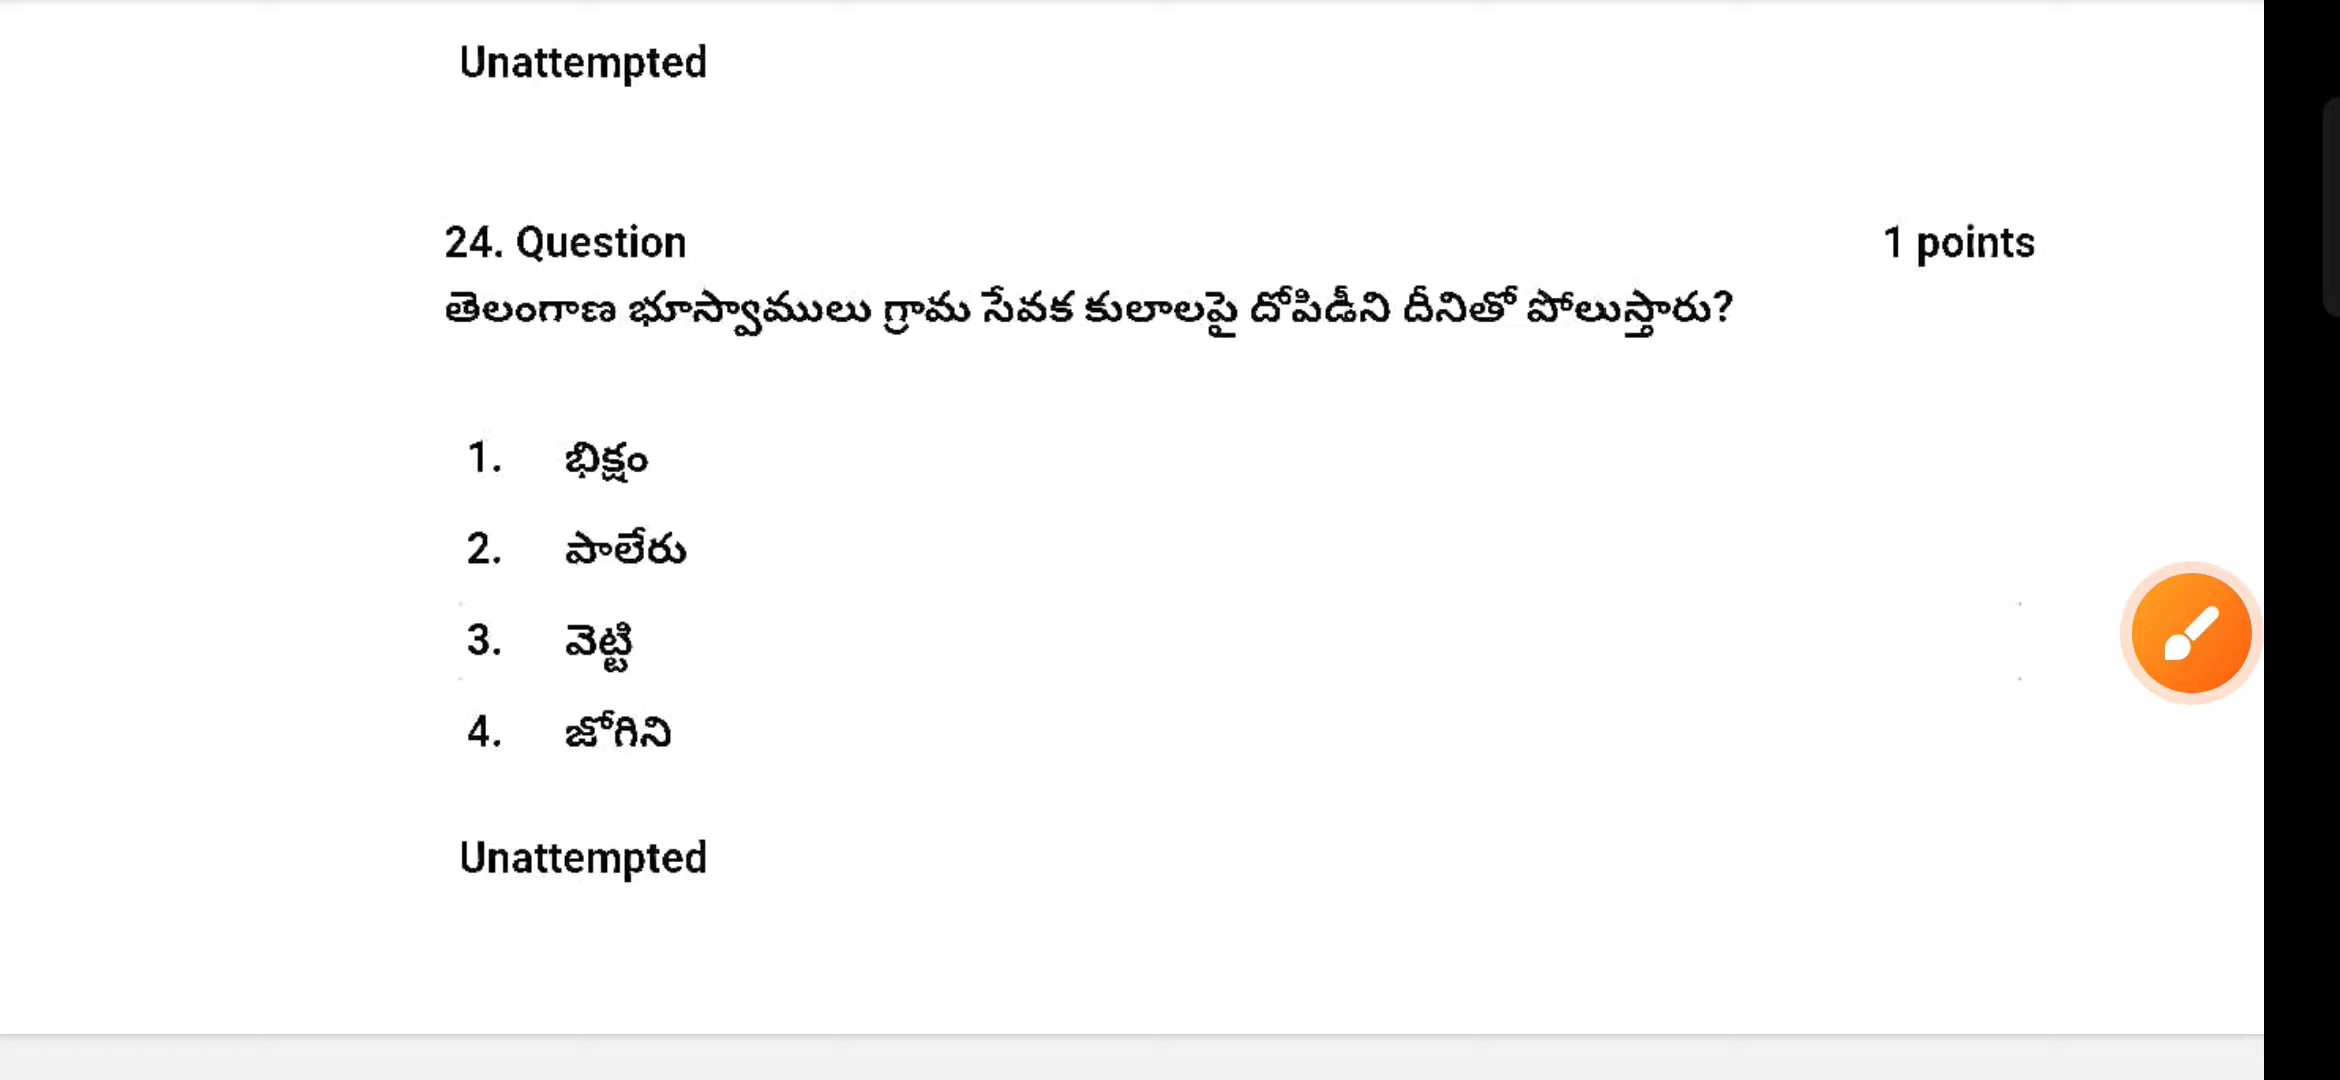 Unattempted
24. Question 1 points
తెలంగాణ భూస్వాములు గ్రామ సేవక కులాలపై దోపిడీని దీనితో పోలుస్తారు?
1. భిక్షం
2. పాలేరు
3. వెట్టి
4. జోగిని
Unattempted